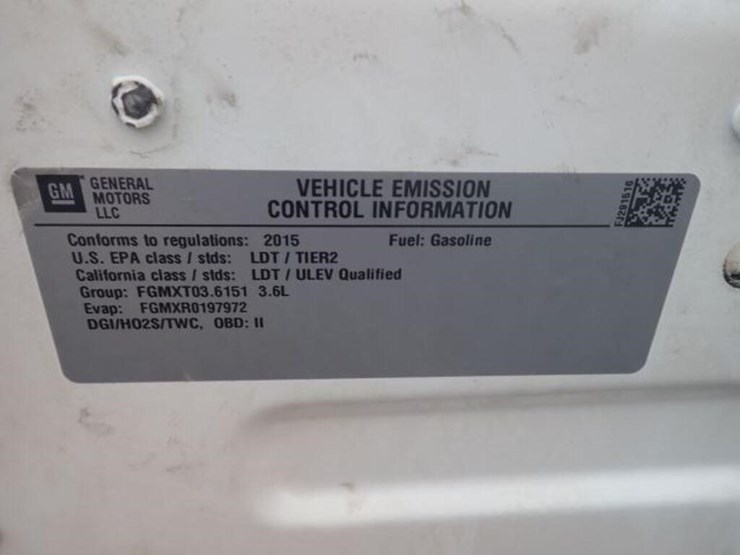 GM
GENERAL
MOTORS
LLC
VEHICLE EMISSION
CONTROL INFORMATION
FJ291516
Conforms to regulations: 2015 Fuel: Gasoline
U.S. EPA class / stds: LDT / TIER2
California class / stds: LDT / ULEV Qualified
Group: FGMXT03.6151 3.6L
Evap: FGMXR0197972
DGI/HO2S/TWC, OBD: II